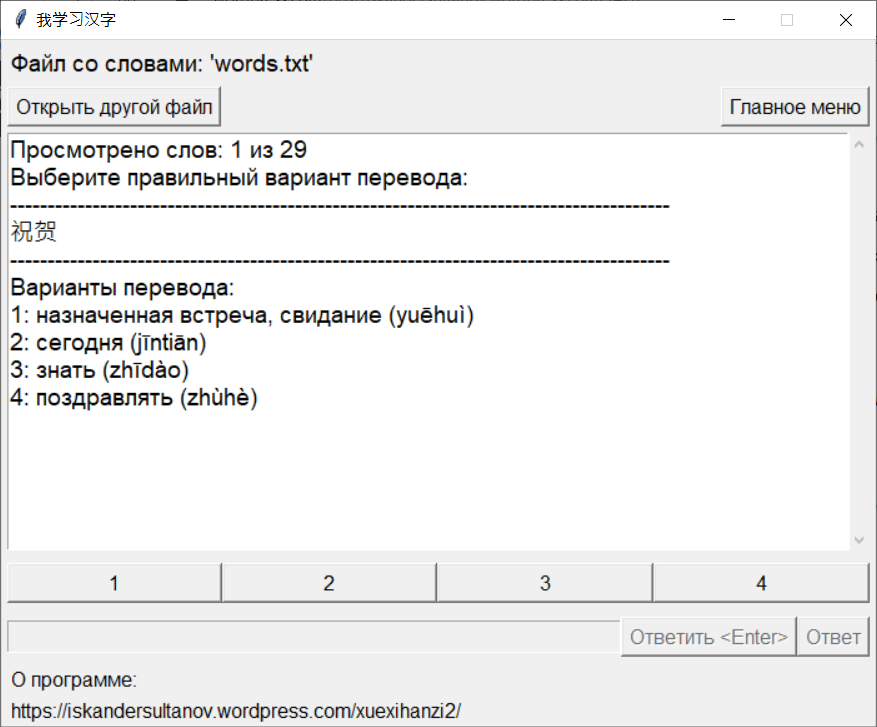 我学习汉字
Файл со словами: 'words.txt'
Открыть другой файл
Главное меню
Просмотрено слов: 1 из 29
Выберите правильный вариант перевода:
----------------------------------------------------------------------------------------
祝贺
----------------------------------------------------------------------------------------
Варианты перевода:
1: назначенная встреча, свидание (yuēhuì)
2: сегодня (jīntiān)
3: знать (zhīdào)
4: поздравлять (zhùhè)
1
2
3
4
Ответить <Enter>
Ответ
О программе:
https://iskandersultanov.wordpress.com/xuexihanzi2/